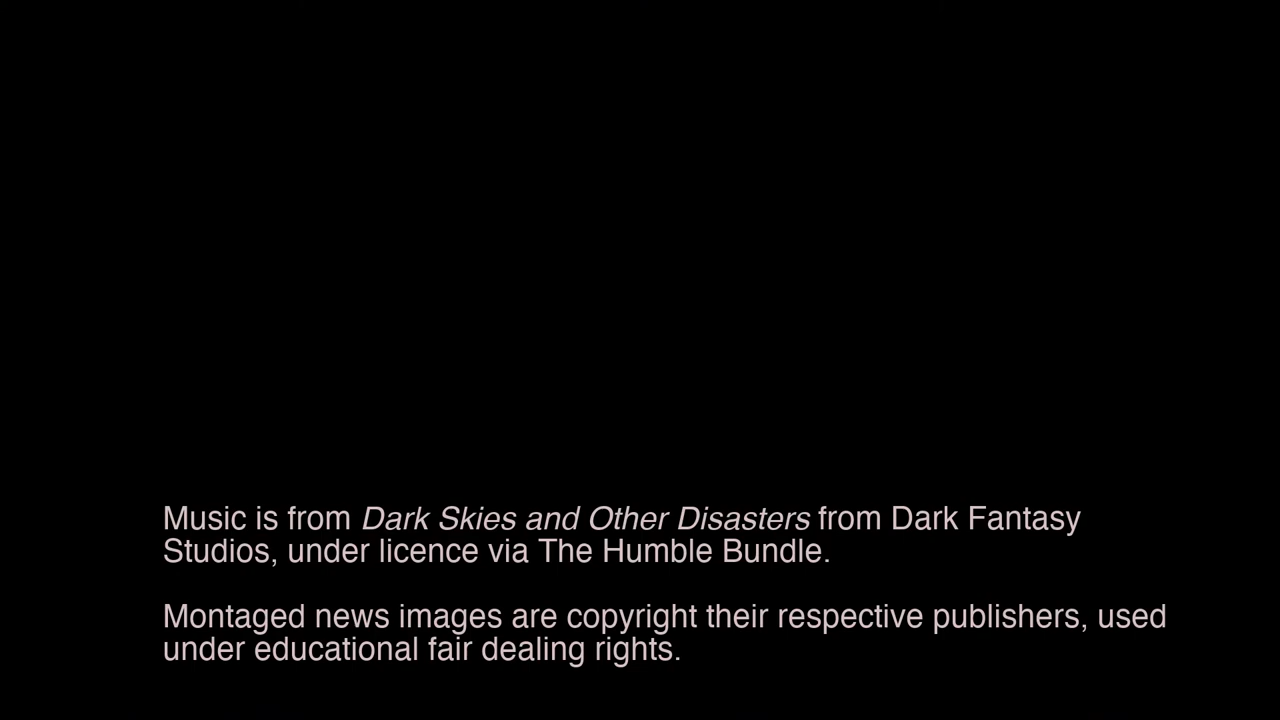 Music is from Dark Skies and Other Disasters from Dark Fantasy
Studios, under licence via The Humble Bundle.
Montaged news images are copyright their respective publishers, used
under educational fair dealing rights.